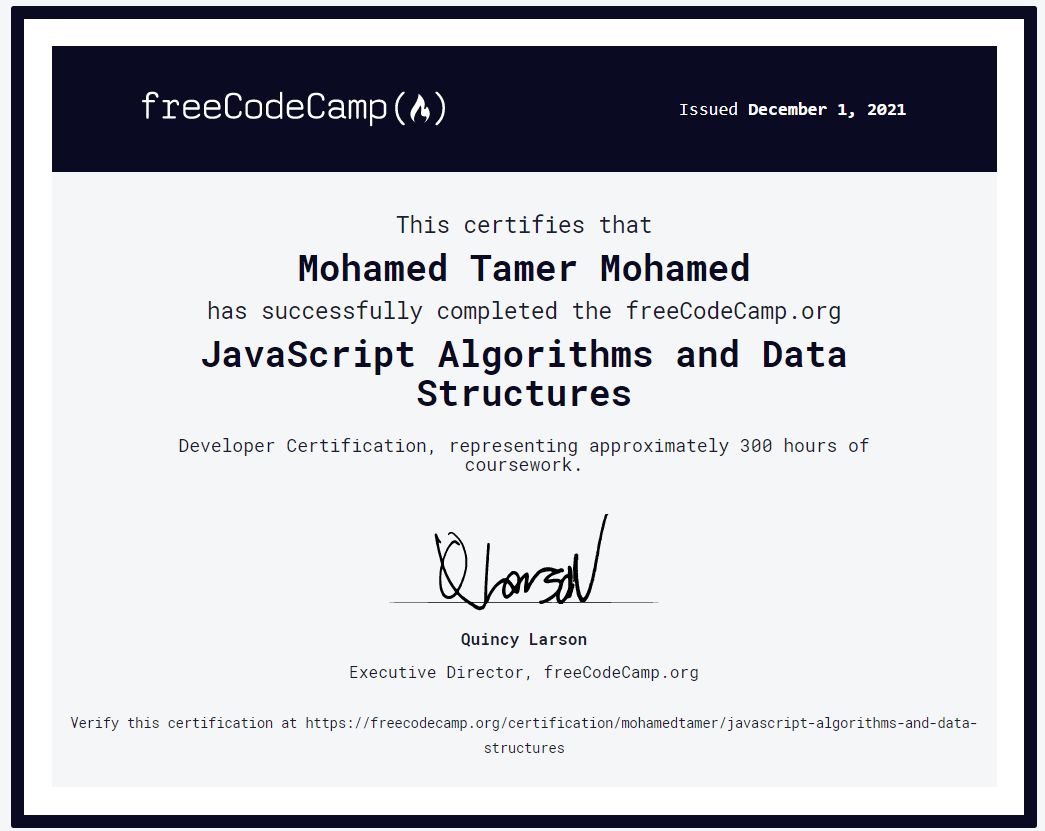 freeCodeCamp(🔥)
Issued December 1, 2021
This certifies that
Mohamed Tamer Mohamed
has successfully completed the freeCodeCamp.org
JavaScript Algorithms and Data
Structures
Developer Certification, representing approximately 300 hours of
coursework.
Q Larson
Quincy Larson
Executive Director, freeCodeCamp.org
Verify this certification at https://freecodecamp.org/certification/mohamedtamer/javascript-algorithms-and-data-
structures